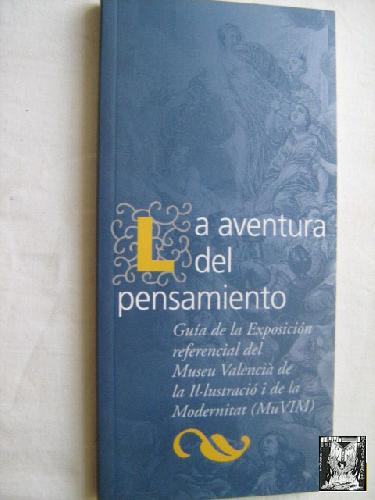 La aventura
del
pensamiento
Guía de la Exposición
referencial del
Museu Valencià de
la Il·lustració i de la
Modernitat (MuVIM)